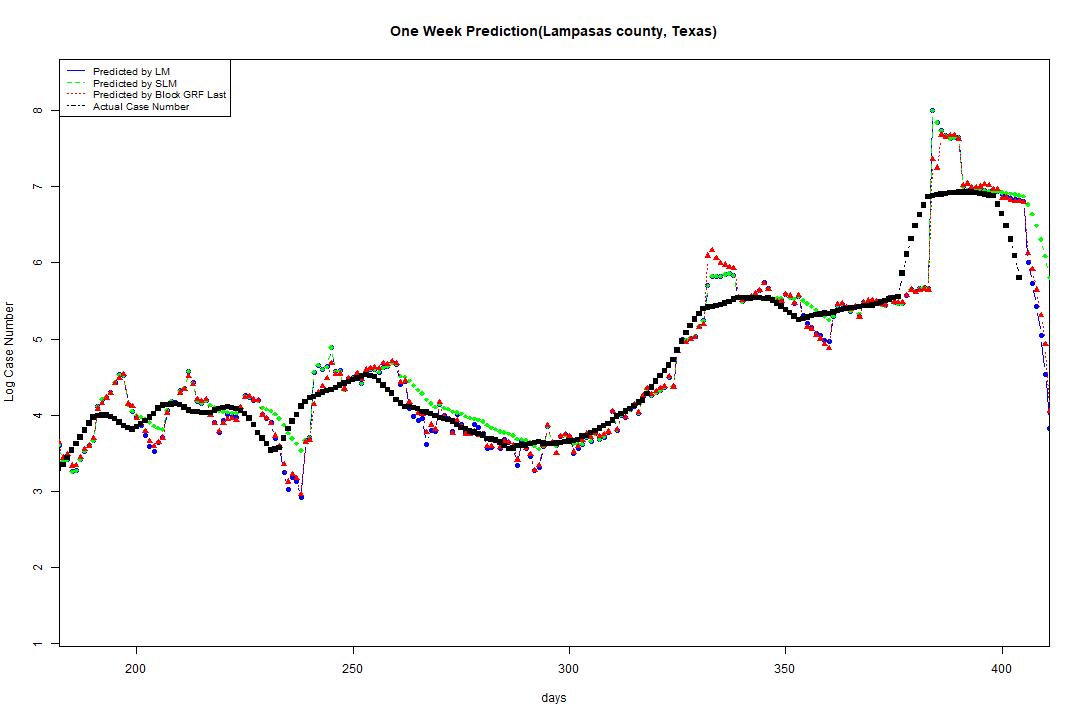 One Week Prediction(Lampasas county, Texas)
Predicted by LM
Predicted by SLM
Predicted by Block GRF Last
Actual Case Number
Log Case Number
8
7
6
5
4
3
2
1
200 250 300 350 400
days